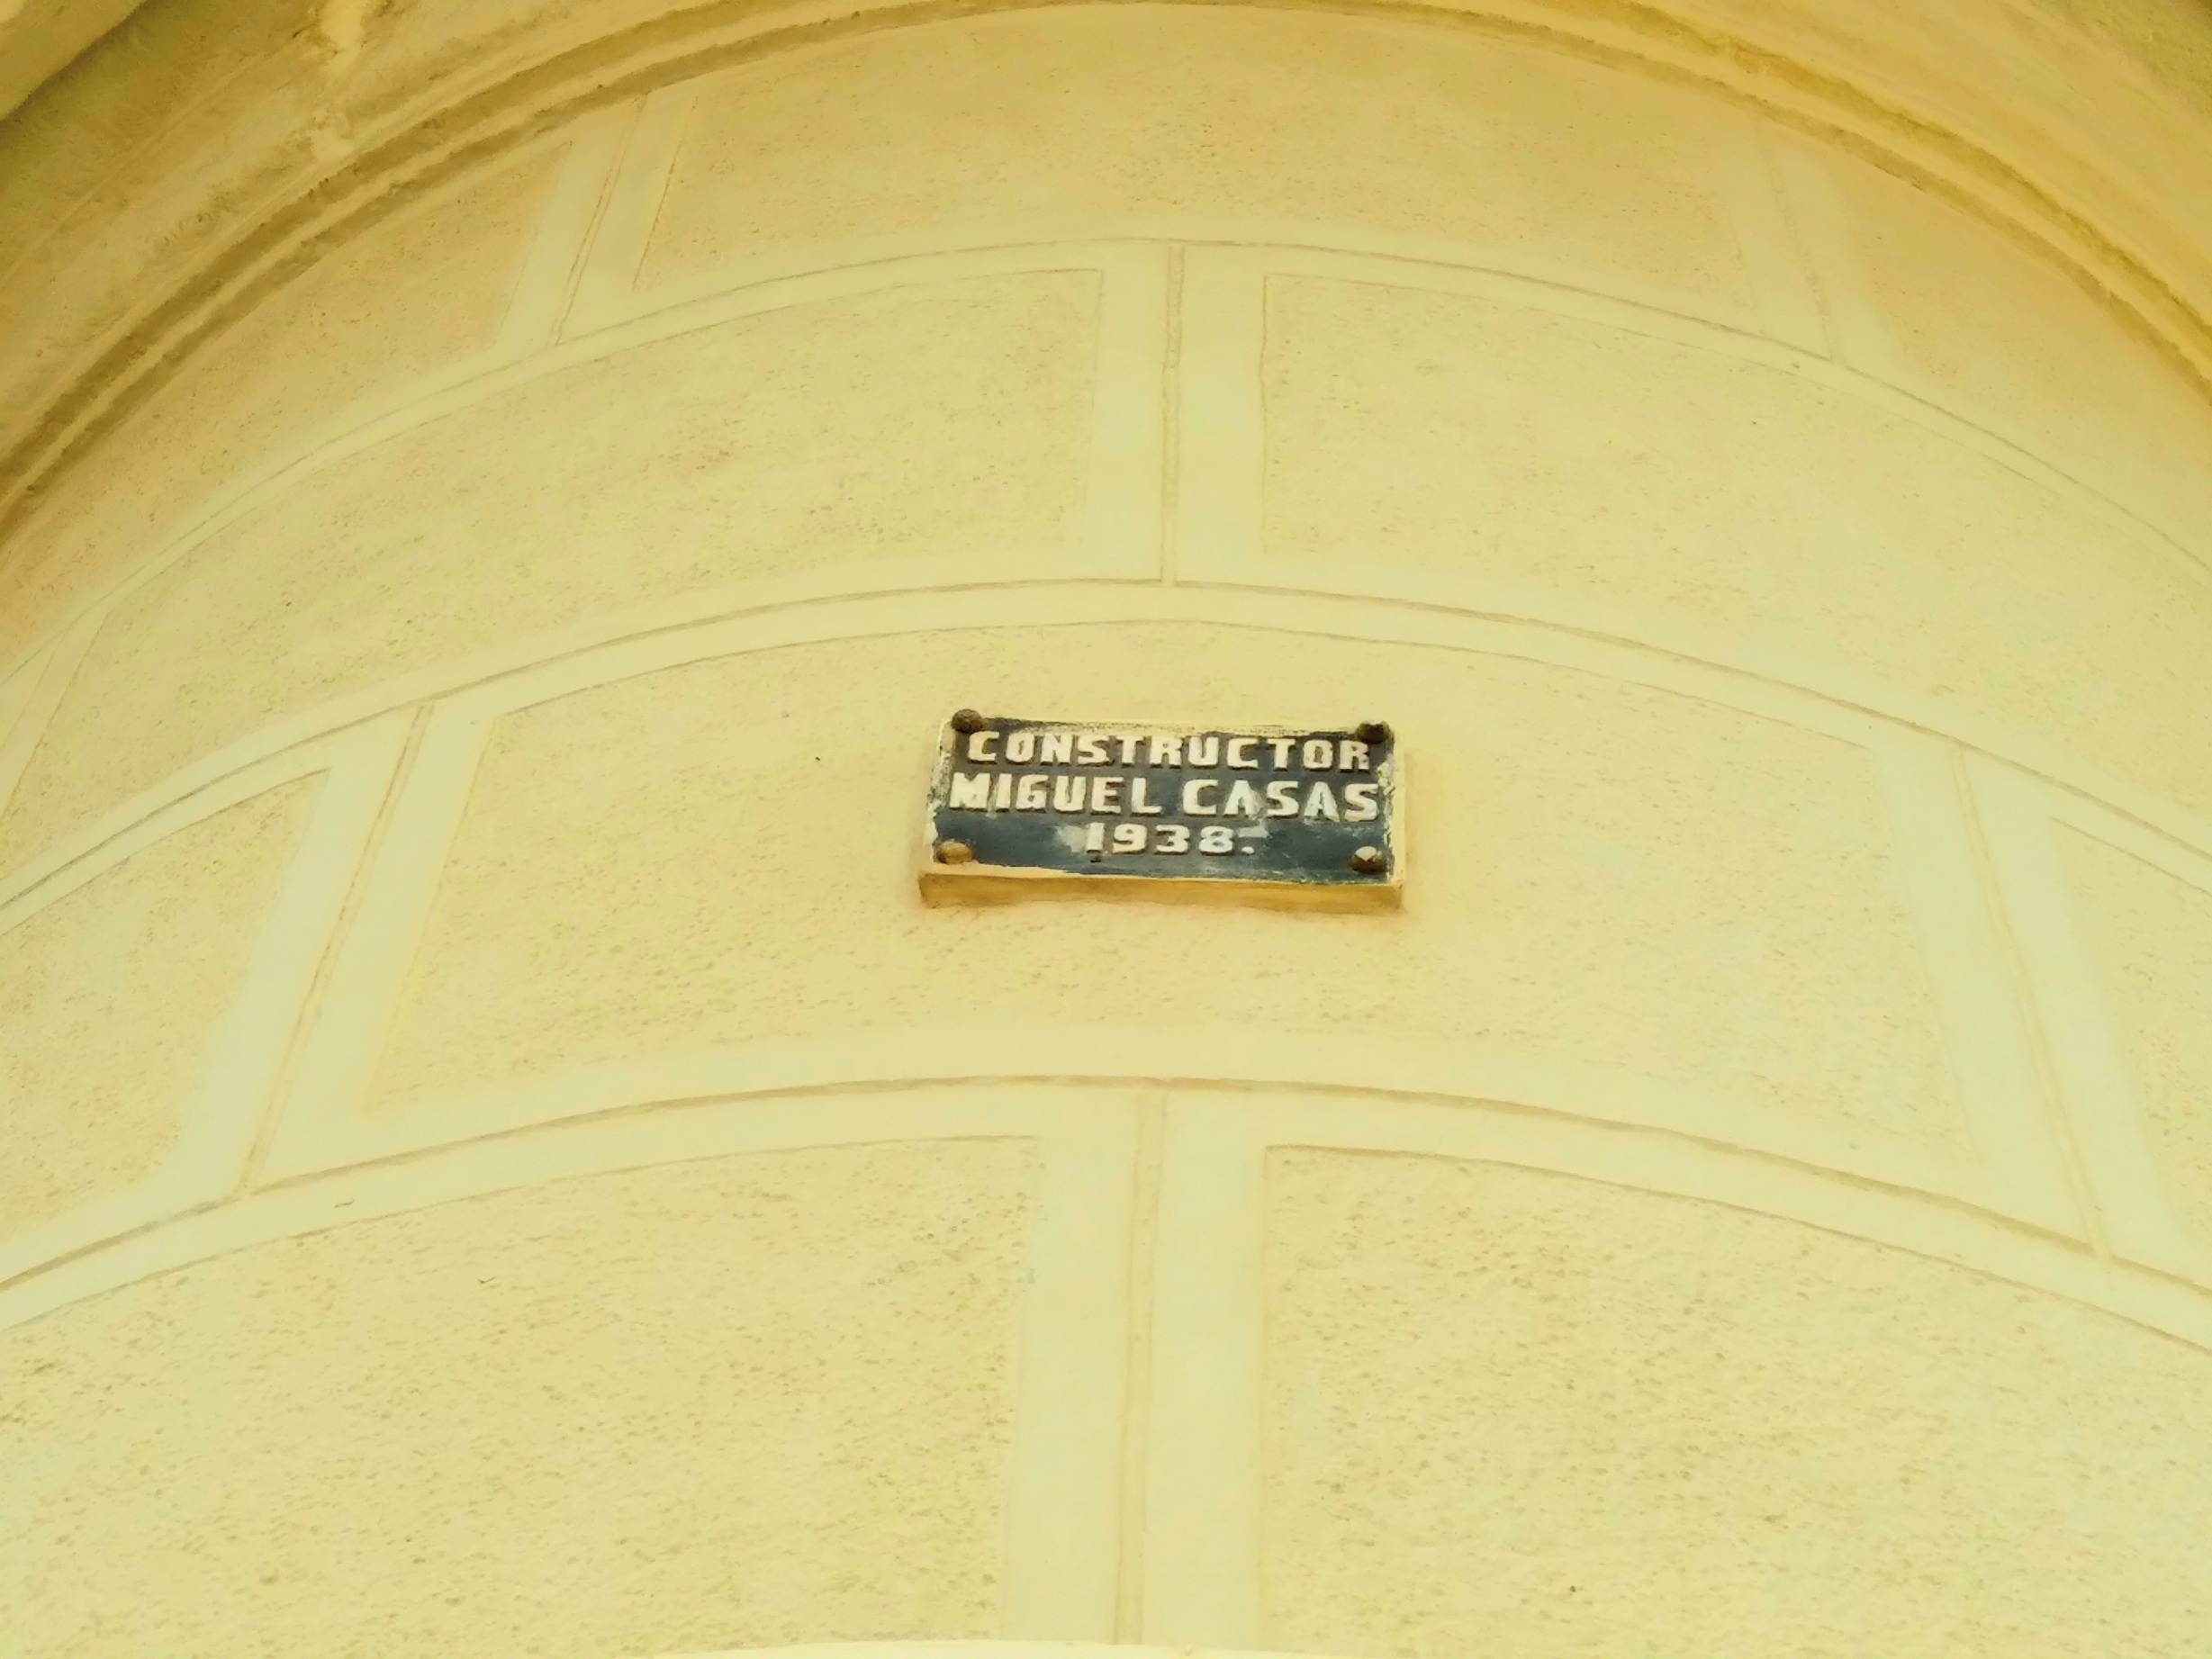 CONSTRUCTOR
MIGUEL CASAS
1938.